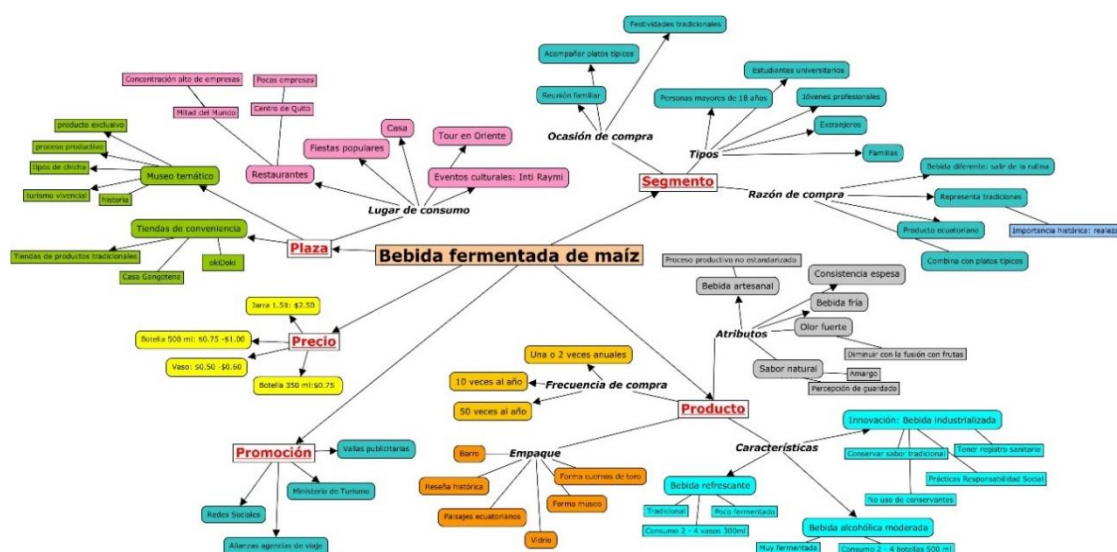 Festividades tradicionales
Acompañar platos típicos
Reunión familiar
Ocasión de compra
Estudiantes universitarios
Personas mayores de 18 años
Jóvenes profesionales
Extranjeros
Familias
Tipos
Segmento
Razón de compra
Bebida diferente: salir de la rutina
Representa tradiciones
Importancia histórica: realeza
Producto ecuatoriano
Combina con platos típicos
Concentración alto de empresas
Pocas empresas
Mitad del Mundo
Centro de Quito
Restaurantes
Fiestas populares
Casa
Tour en Oriente
Eventos culturales: Inti Raymi
Lugar de consumo
producto exclusivo
proceso productivo
tipos de chicha
turismo vivencial
historia
Museo temático
Tiendas de conveniencia
Tiendas de productos tradicionales
Casa Gangotena
okiDoki
Plaza
Bebida fermentada de maíz
Jarra 1.5lt: $2.50
Botella 500 ml: $0.75 -$1.00
Vaso: $0.50 -$0.60
Botella 350 ml:$0.75
Precio
Proceso productivo no estandarizado
Bebida artesanal
Consistencia espesa
Bebida fría
Olor fuerte
Diminuir con la fusión con frutas
Atributos
Sabor natural
Amargo
Percepción de guardado
Una o 2 veces anuales
10 veces al año
50 veces al año
Frecuencia de compra
Producto
Promoción
Vallas publicitarias
Ministerio de Turismo
Redes Sociales
Alianzas agencias de viaje
Empaque
Barro
Reseña histórica
Paisajes ecuatorianos
Vidrio
Forma museo
Forma cuernos de toro
Características
Innovación: Bebida industrializada
Conservar sabor tradicional
Tener registro sanitario
Prácticas Responsabilidad Social
No uso de conservantes
Bebida refrescante
Tradicional
Poco fermentado
Consumo 2 - 4 vasos 300ml
Bebida alcohólica moderada
Muy fermentada
Consumo 2 - 4 botellas 500 ml